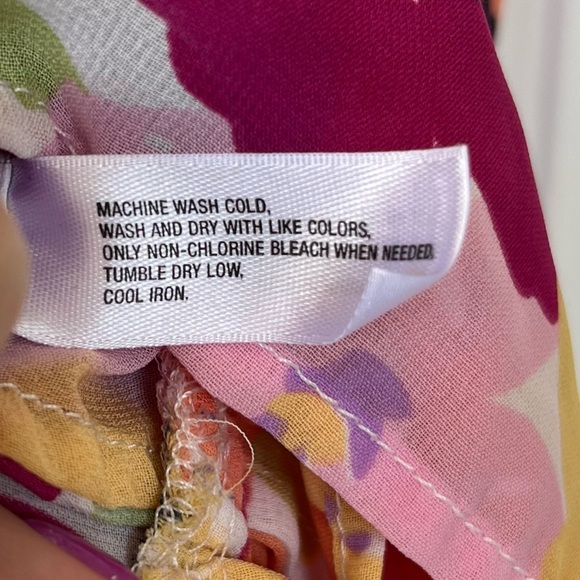 MACHINE WASH COLD,
WASH AND DRY WITH LIKE COLORS,
ONLY NON-CHLORINE BLEACH WHEN NEEDED,
TUMBLE DRY LOW,
COOL IRON.